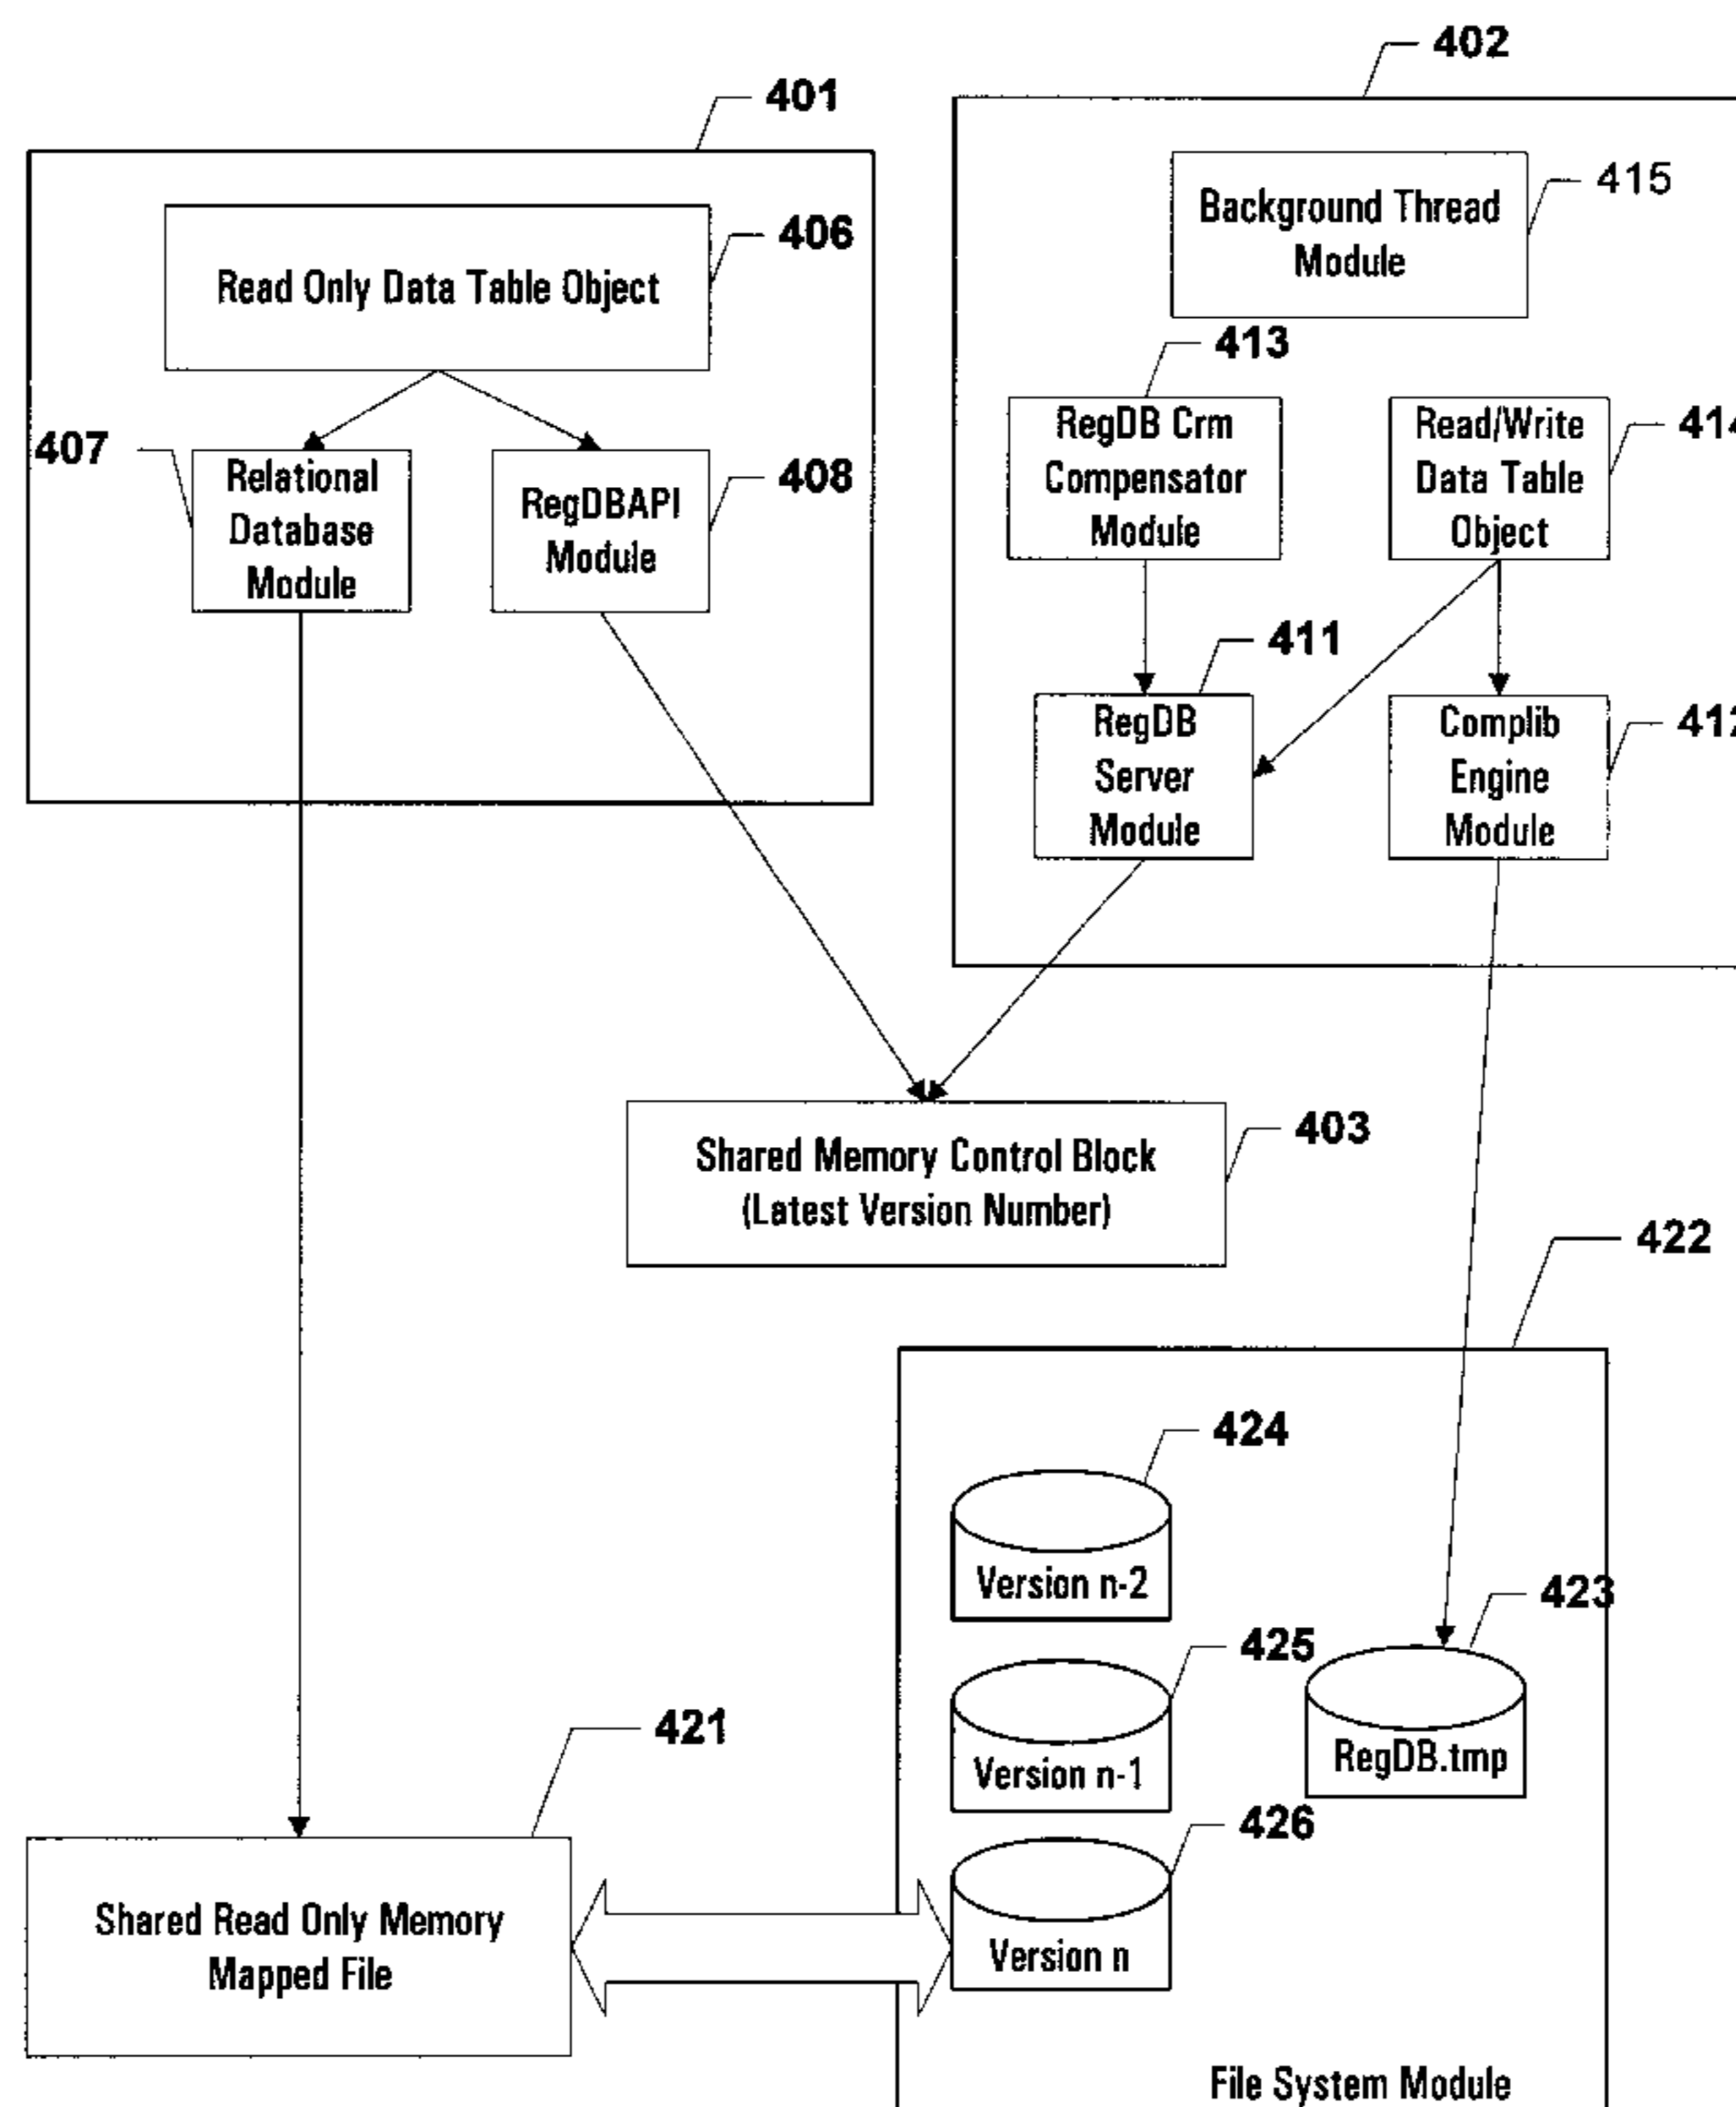 402
401
415
Background Thread
Module
406
Read Only Data Table Object
413
RegDB Crm
Compensator
Module
Read/Write
Data Table
Object
407
Relational
Database
Module
RegDBAPI
Module
408
411
RegDB
Server
Module
Complib
Engine
Module
Shared Memory Control Block
(Latest Version Number)
403
422
424
Version n-2
423
425
Version n-1
RegDB.tmp
421
426
Shared Read Only Memory
Mapped File
Version n
File System Module